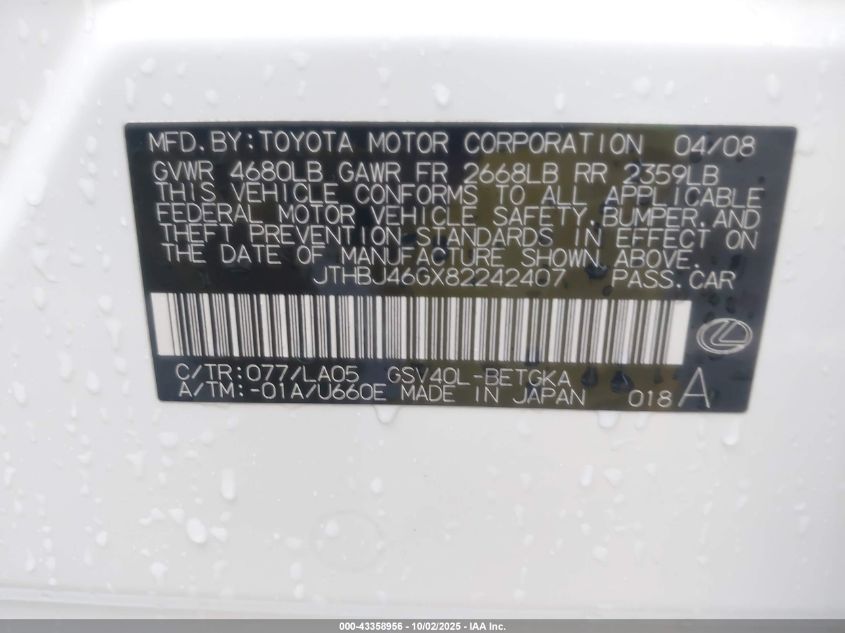 MFD. BY: TOYOTA MOTOR CORPORATION 04/08
GVWR 4680LB GAWR FR 2668LB RR 2359LB
THIS VEHICLE CONFORMS TO ALL APPLICABLE
FEDERAL MOTOR VEHICLE SAFETY, BUMPER, AND
THEFT PREVENTION STANDARDS IN EFFECT ON
THE DATE OF MANUFACTURE SHOWN ABOVE.
JTHBJ46GX82242407 PASS. CAR
C/TR: 077/LA05 GSV40L-BETGKA
A/TM: -01A/U660E MADE IN JAPAN 018 A
000-43358956 - 10/02/2025 - IAA Inc.